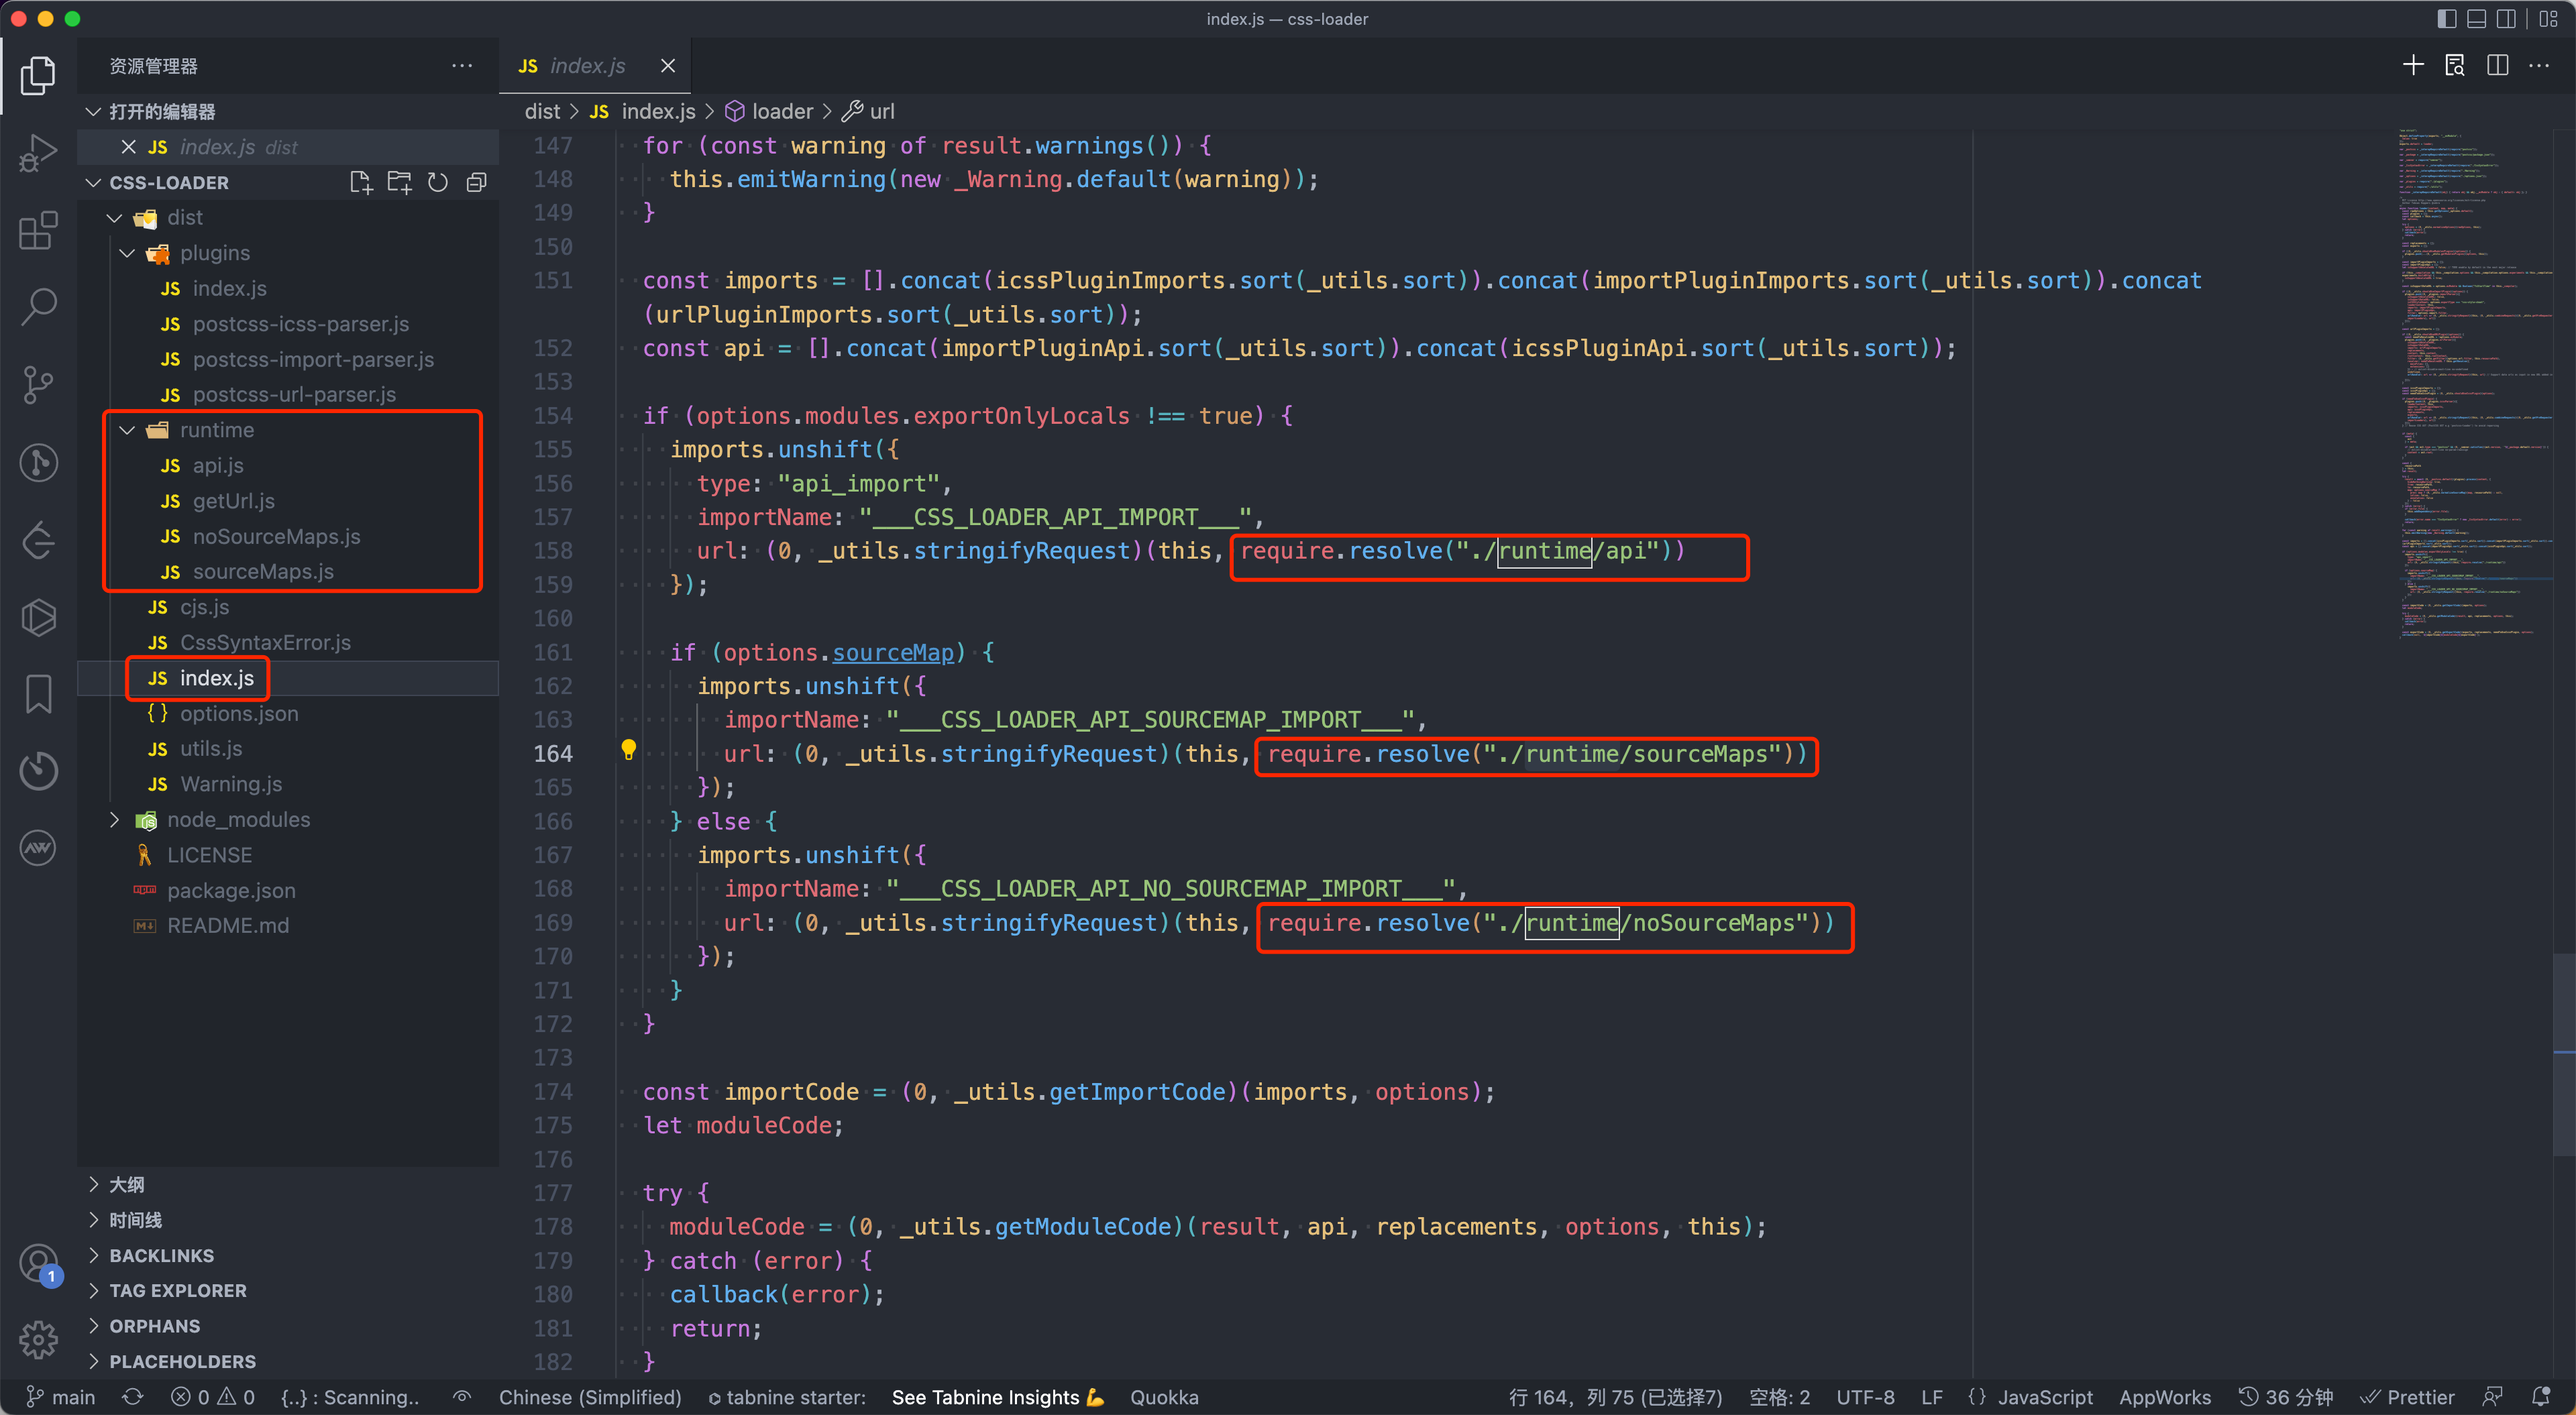 index.js — css-loader
资源管理器
JS index.js
打开的编辑器
JS index.js dist
CSS-LOADER
dist
plugins
JS index.js
JS postcss-icss-parser.js
JS postcss-import-parser.js
JS postcss-url-parser.js
runtime
JS api.js
JS getUrl.js
JS noSourceMaps.js
JS sourceMaps.js
JS cjs.js
JS CssSyntaxError.js
JS index.js
{} options.json
JS utils.js
JS Warning.js
node_modules
LICENSE
package.json
README.md
大纲
时间线
BACKLINKS
TAG EXPLORER
ORPHANS
PLACEHOLDERS
1
dist > JS index.js > loader > url
147 for (const warning of result.warnings()) {
148 this.emitWarning(new _Warning.default(warning));
149 }
150
151 const imports = [].concat(icssPluginImports.sort(_utils.sort)).concat(importPluginImports.sort(_utils.sort)).concat
(urlPluginImports.sort(_utils.sort));
152 const api = [].concat(importPluginApi.sort(_utils.sort)).concat(icssPluginApi.sort(_utils.sort));
153
154 if (options.modules.exportOnlyLocals !== true) {
155 imports.unshift({
156 type: "api_import",
157 importName: "___CSS_LOADER_API_IMPORT___",
158 url: (0, _utils.stringifyRequest)(this, require.resolve("./runtime/api"))
159 });
160
161 if (options.sourceMap) {
162 imports.unshift({
163 importName: "___CSS_LOADER_API_SOURCEMAP_IMPORT___",
164 url: (0, _utils.stringifyRequest)(this, require.resolve("./runtime/sourceMaps"))
165 });
166 } else {
167 imports.unshift({
168 importName: "___CSS_LOADER_API_NO_SOURCEMAP_IMPORT___",
169 url: (0, _utils.stringifyRequest)(this, require.resolve("./runtime/noSourceMaps"))
170 });
171 }
172 }
173
174 const importCode = (0, _utils.getImportCode)(imports, options);
175 let moduleCode;
176
177 try {
178 moduleCode = (0, _utils.getModuleCode)(result, api, replacements, options, this);
179 } catch (error) {
180 callback(error);
181 return;
182 }
main 0 0 {..} : Scanning.. Chinese (Simplified) tabnine starter: See Tabnine Insights 💪 Quokka 行 164，列 75 (已选择7) 空格: 2 UTF-8 LF {} JavaScript AppWorks 36 分钟 Prettier